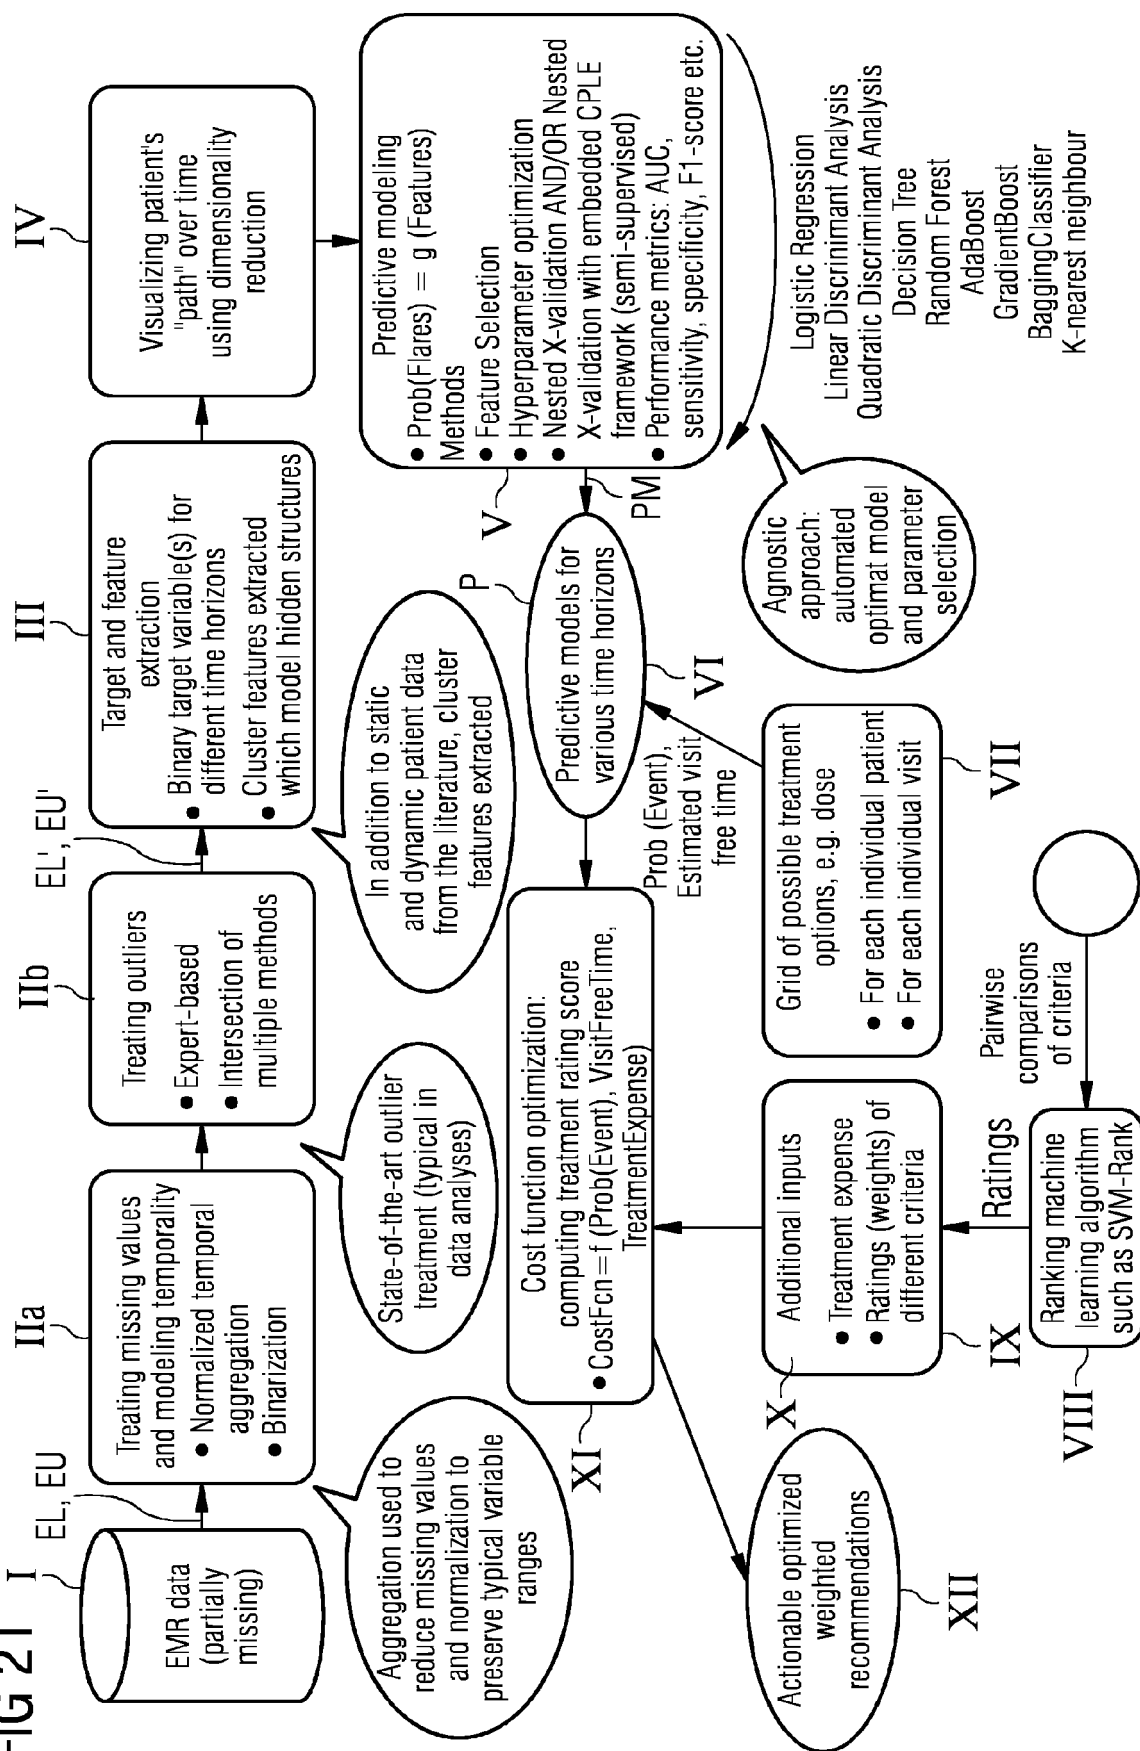 FIG 21
I
EMR data
(partially
missing)
EL, EU
IIa
Treating missing values
and modeling temporality
● Normalized temporal
aggregation
● Binarization
Aggregation used to
reduce missing values
and normalization to
preserve typical variable
ranges
IIb
Treating outliers
● Expert-based
● Intersection of
multiple methods
State-of-the-art outlier
treatment (typical in
data analyses)
EL', EU'
III
Target and feature
extraction
● Binary target variable(s) for
different time horizons
● Cluster features extracted
which model hidden structures
In addition to static
and dynamic patient data
from the literature, cluster
features extracted
IV
Visualizing patient's
"path" over time
using dimensionality
reduction
Predictive modeling
● Prob(Flares) = g (Features)
Methods
● Feature Selection
● Hyperparameter optimization
● Nested X-validation AND/OR Nested
X-validation with embedded CPLE
framework (semi-supervised)
● Performance metrics: AUC,
sensitivity, specificity, F1-score etc.
V
PM
Logistic Regression
Linear Discriminant Analysis
Quadratic Discriminant Analysis
Decision Tree
Random Forest
AdaBoost
GradientBoost
BaggingClassifier
K-nearest neighbour
Agnostic
approach:
automated
optimat model
and parameter
selection
P
Predictive models for
various time horizons
VI
Prob (Event),
Estimated visit
free time
Grid of possible treatment
options, e.g. dose
● For each individual patient
● For each individual visit
VII
Cost function optimization:
computing treatment rating score
● CostFcn=f (Prob(Event), VisitFreeTime,
TreatmentExpense)
XI
Additional inputs
● Treatment expense
● Ratings (weights) of
different criteria
X
IX
Ratings
Pairwise
comparisons
of criteria
Ranking machine
learning algorithm
such as SVM-Rank
VIII
Actionable optimized
weighted
recommendations
XII